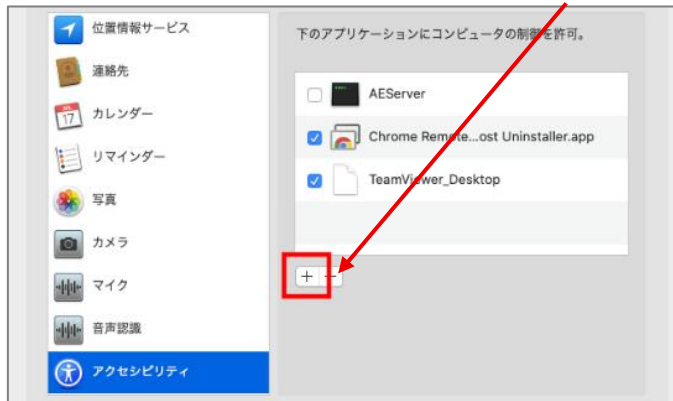 位置情報サービス
連絡先
17
カレンダー
リマインダー
写真
カメラ
マイク
音声認識
アクセシビリティ
下のアプリケーションにコンピュータの制御を許可。
AEServer
Chrome Remote...ost Uninstaller.app
TeamViewer_Desktop
+ −